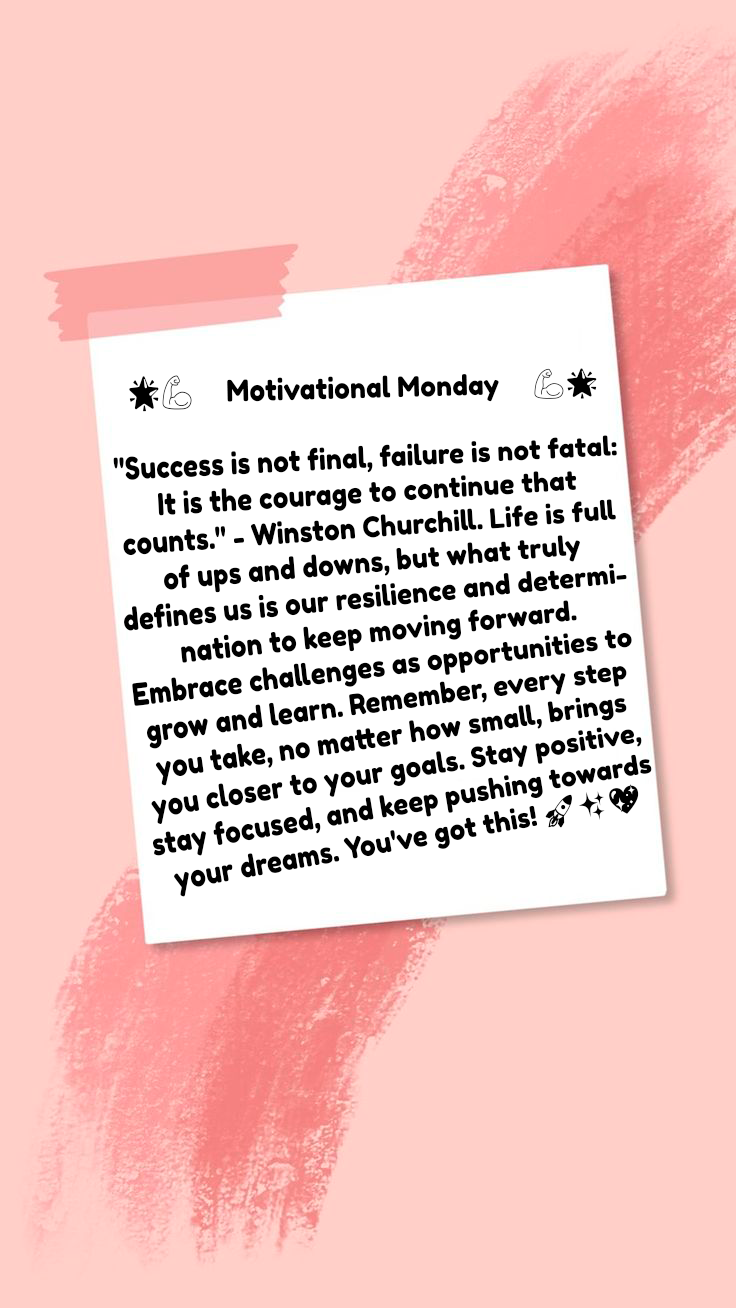 🌟💪 Motivational Monday 💪🌟
"Success is not final, failure is not fatal:
It is the courage to continue that
counts." - Winston Churchill. Life is full
of ups and downs, but what truly
defines us is our resilience and determi-
nation to keep moving forward.
Embrace challenges as opportunities to
grow and learn. Remember, every step
you take, no matter how small, brings
you closer to your goals. Stay positive,
stay focused, and keep pushing towards
your dreams. You've got this! 🚀✨💖